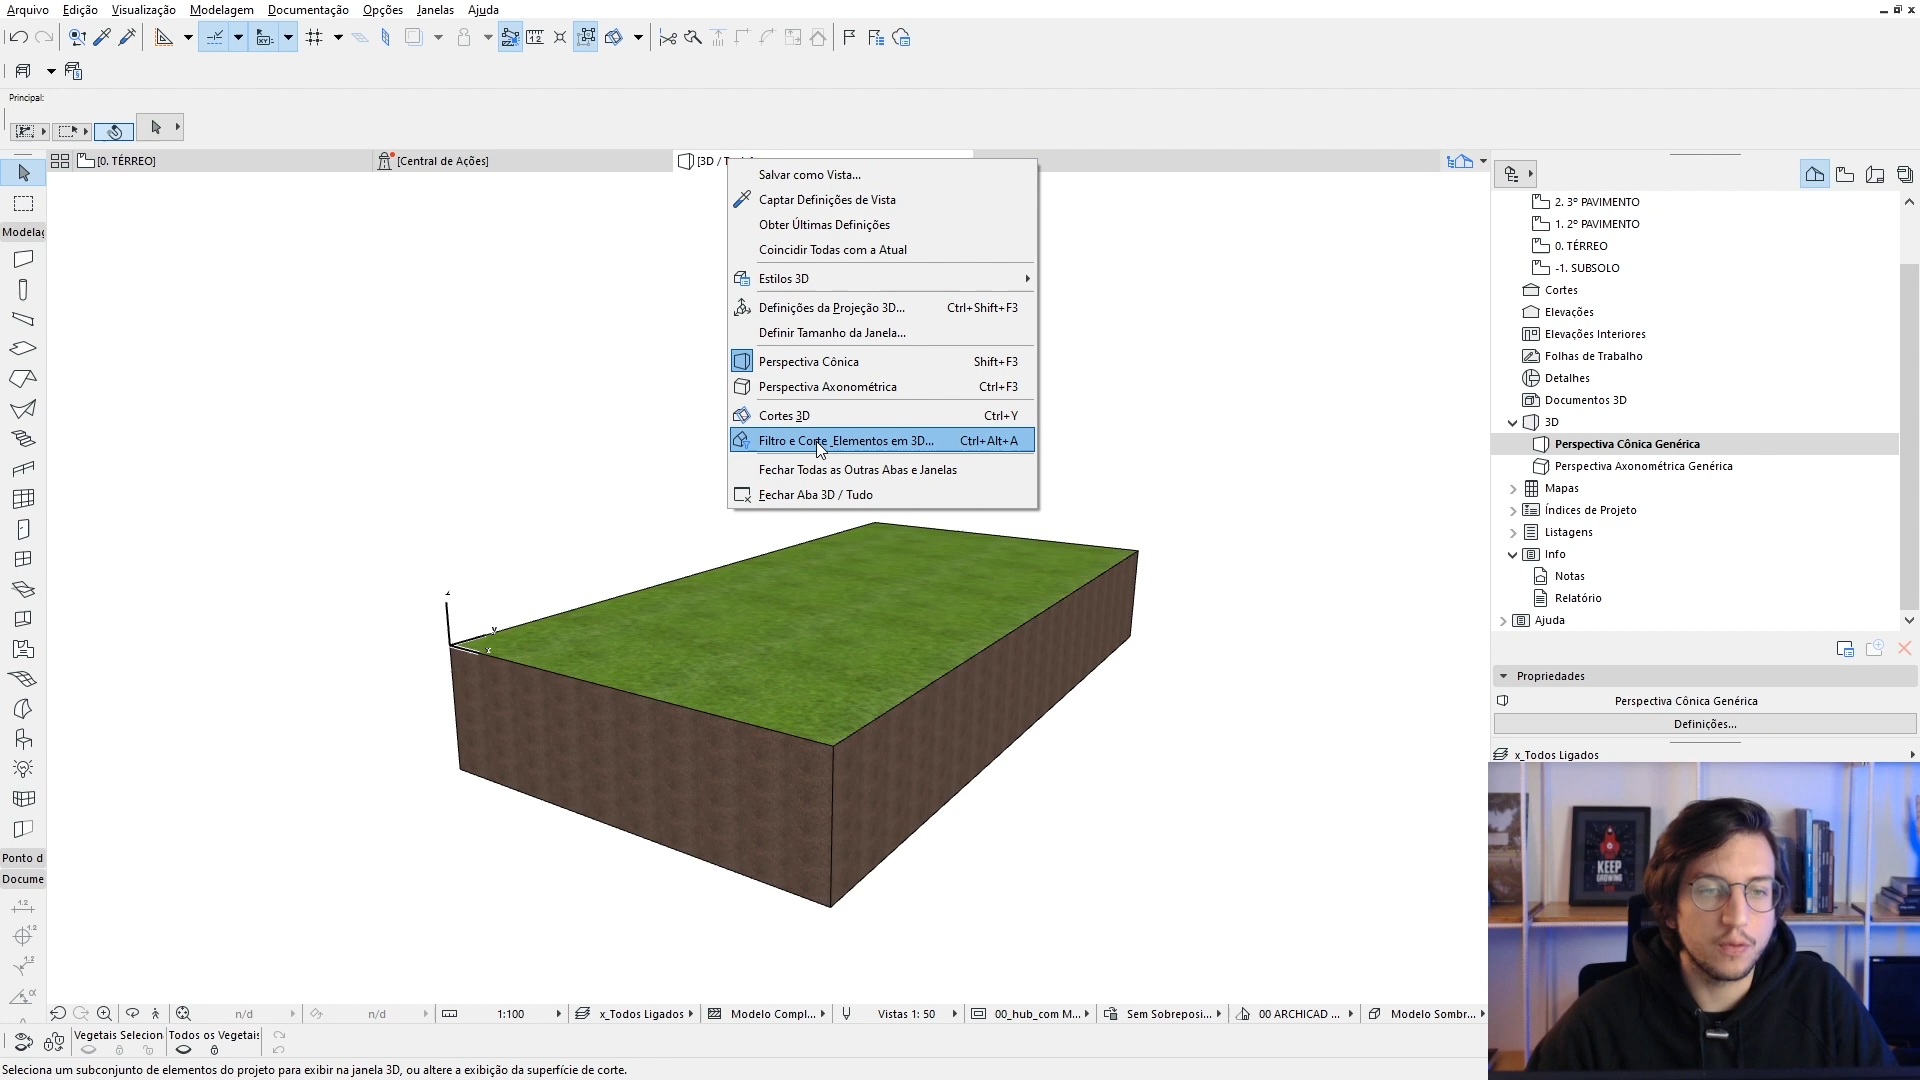 Arquivo Edição Visualização Modelagem Documentação Opções Janelas Ajuda
Principal:
[0. TÉRREO]
[Central de Ações]
[3D / T
Salvar como Vista...
Captar Definições de Vista
Obter Últimas Definições
Coincidir Todas com a Atual
Estilos 3D
Definições da Projeção 3D... Ctrl+Shift+F3
Definir Tamanho da Janela...
Perspectiva Cônica Shift+F3
Perspectiva Axonométrica Ctrl+F3
Cortes 3D Ctrl+Y
Filtro e Corte Elementos em 3D... Ctrl+Alt+A
Fechar Todas as Outras Abas e Janelas
Fechar Aba 3D / Tudo
Modelag
Ponto d
Docume
1.2
1.2
α
z
y
x
2. 3º PAVIMENTO
1. 2º PAVIMENTO
0. TÉRREO
-1. SUBSOLO
Cortes
Elevações
Elevações Interiores
Folhas de Trabalho
Detalhes
Documentos 3D
3D
Perspectiva Cônica Genérica
Perspectiva Axonométrica Genérica
Mapas
Índices de Projeto
Listagens
Info
Notas
Relatório
Ajuda
Propriedades
Perspectiva Cônica Genérica
Definições...
x_Todos Ligados
KEEP
GROWING
n/d n/d 1:100 x_Todos Ligados Modelo Compl... Vistas 1: 50 00_hub_com M... Sem Sobreposi... 00 ARCHICAD ... Modelo Sombr...
Vegetais Selecion Todos os Vegetais
Seleciona um subconjunto de elementos do projeto para exibir na janela 3D, ou altere a exibição da superfície de corte.